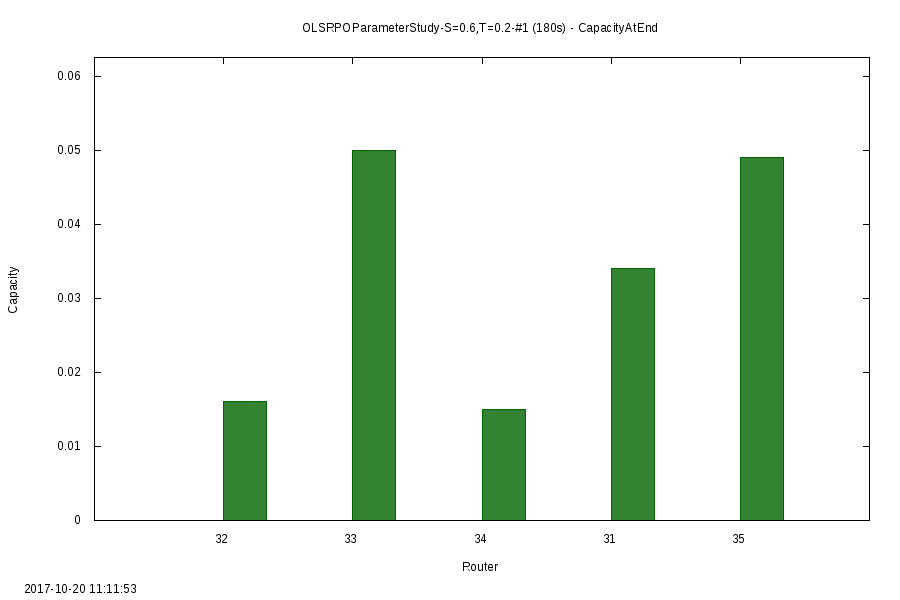 OLSRPOParameterStudy-S=0.6,T=0.2-#1 (180s) - CapacityAtEnd
0.06
0.05
0.04
0.03
0.02
0.01
0
Capacity
32 33 34 31 35
Router
2017-10-20 11:11:53